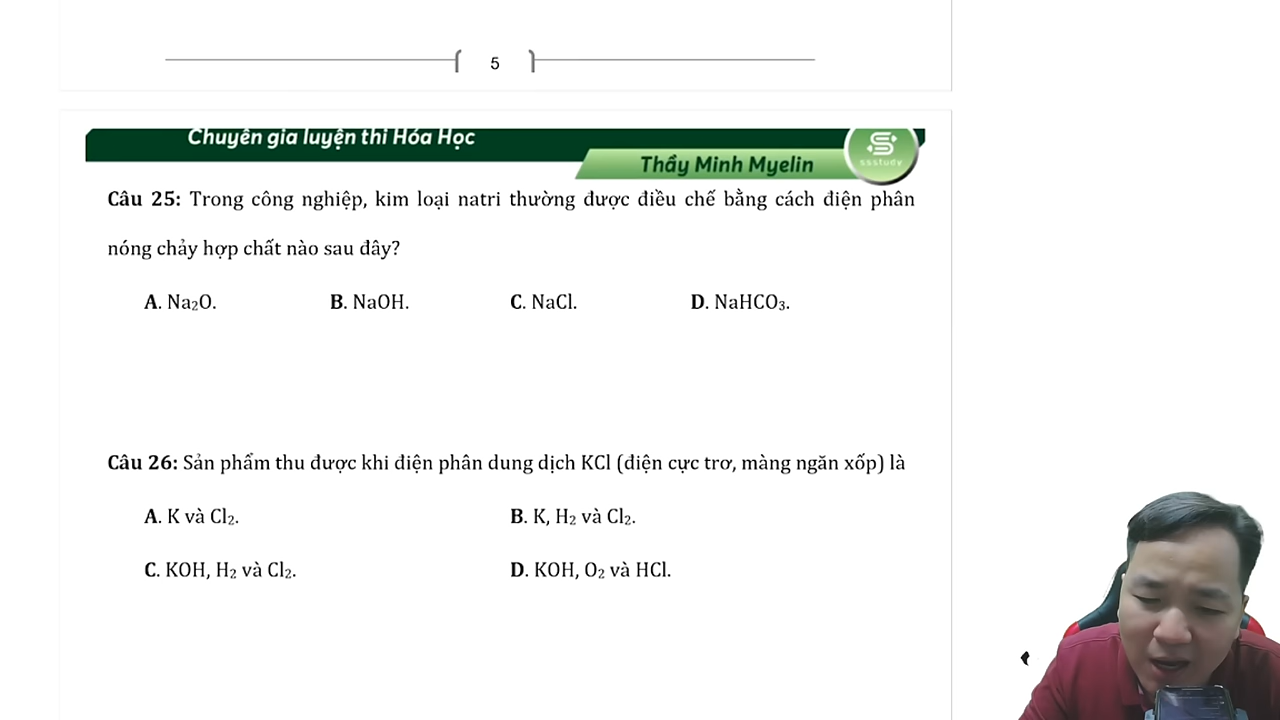 5
Chuyên gia luyện thi Hóa Học
Thầy Minh Myelin
ssstudy
Câu 25: Trong công nghiệp, kim loại natri thường được điều chế bằng cách điện phân
nóng chảy hợp chất nào sau đây?
A. Na₂O. B. NaOH. C. NaCl. D. NaHCO₃.
Câu 26: Sản phẩm thu được khi điện phân dung dịch KCl (điện cực trơ, màng ngăn xốp) là
A. K và Cl₂. B. K, H₂ và Cl₂.
C. KOH, H₂ và Cl₂. D. KOH, O₂ và HCl.